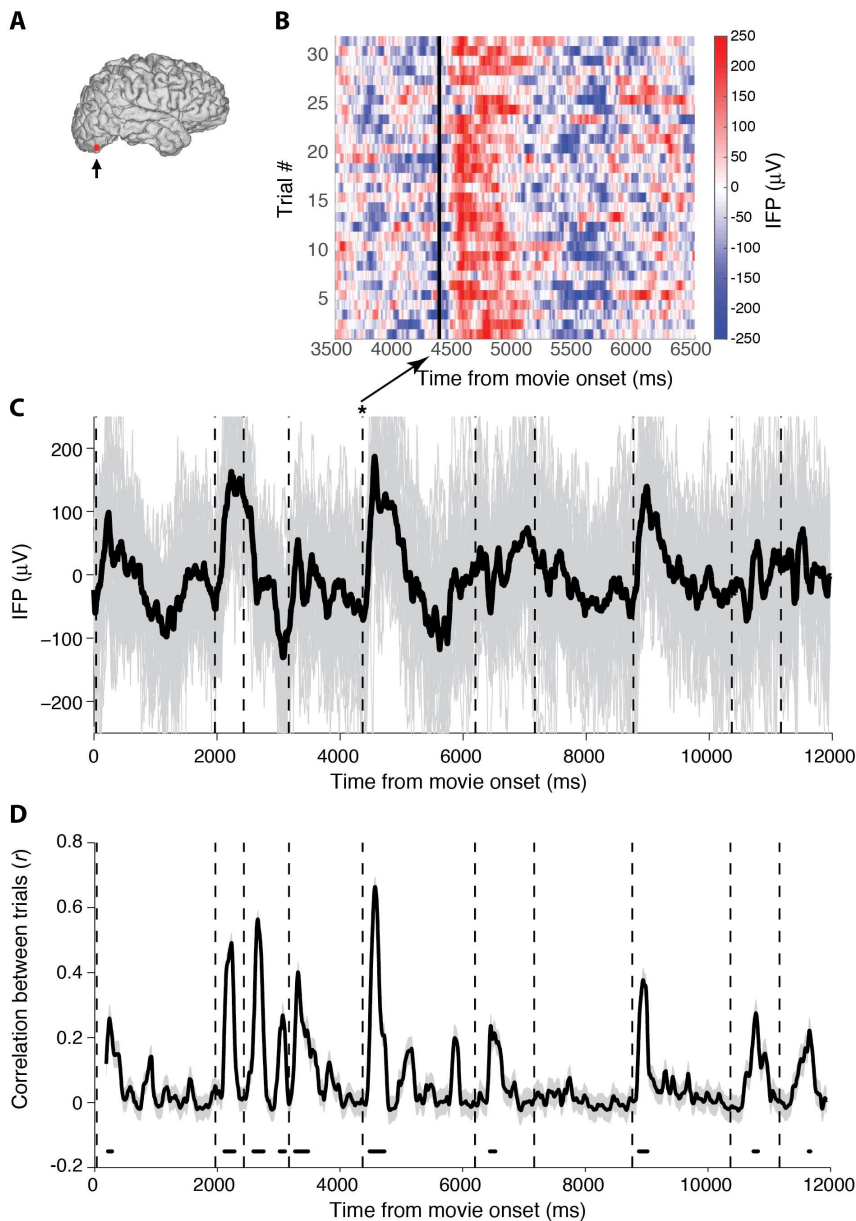 A
B
30
25
20
15
10
5
Trial #
3500 4000 4500 5000 5500 6000 6500
Time from movie onset (ms)
250
200
150
100
50
0
-50
-100
-150
-200
-250
IFP (µV)
C
*
200
100
0
−100
−200
IFP (µV)
0 2000 4000 6000 8000 10000 12000
Time from movie onset (ms)
D
0.8
0.6
0.4
0.2
0
-0.2
Correlation between trials (r)
0 2000 4000 6000 8000 10000 12000
Time from movie onset (ms)